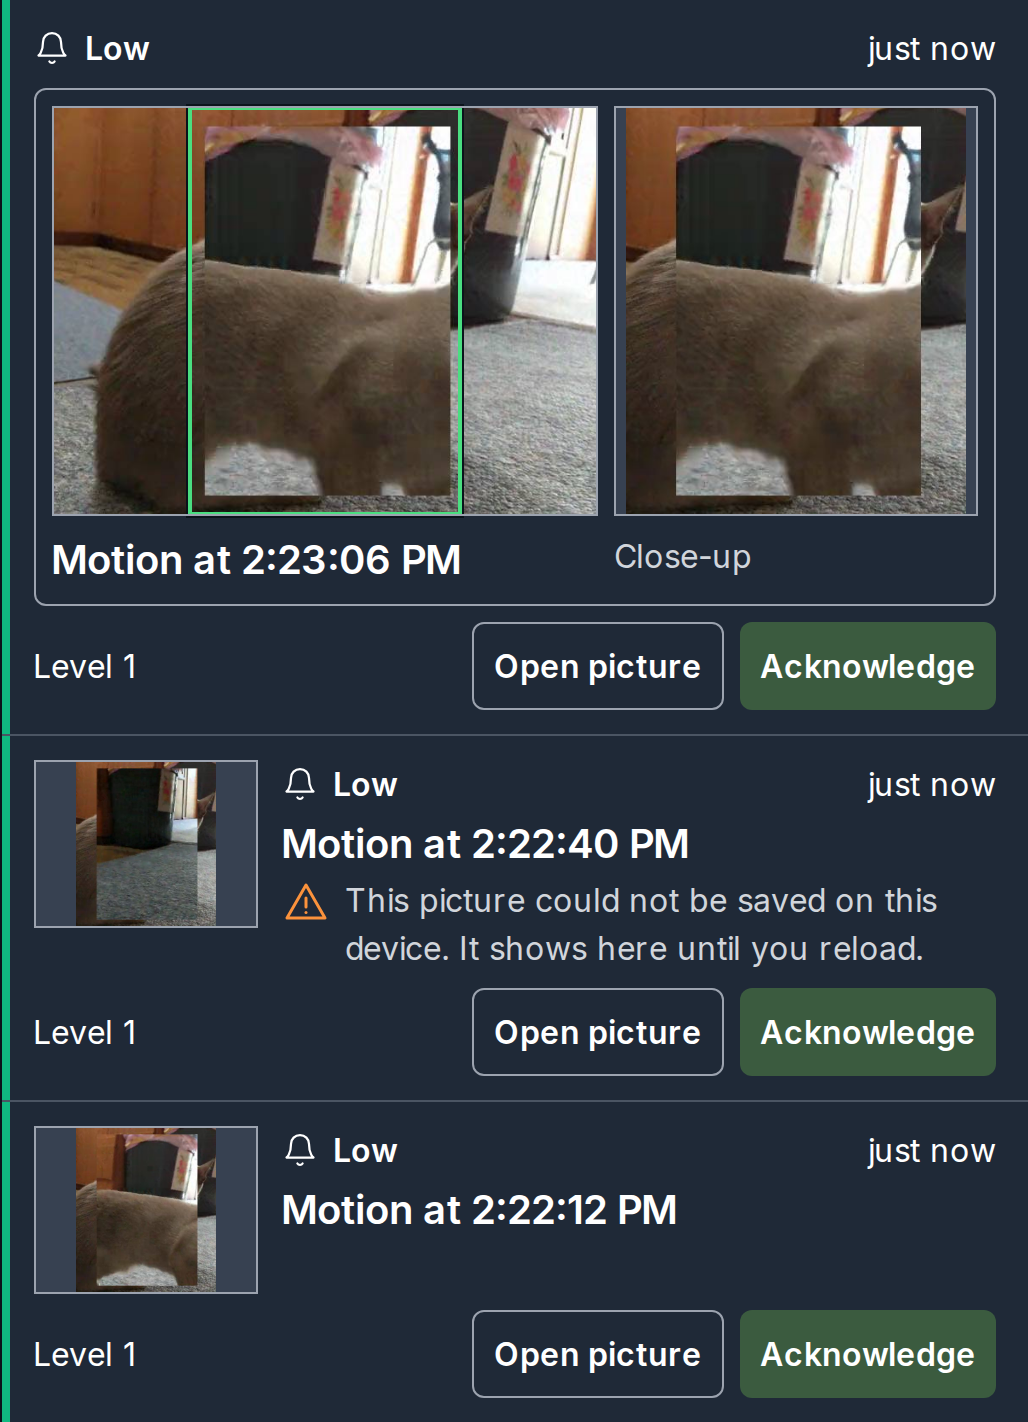 Low
just now
Motion at 2:23:06 PM
Close-up
Level 1
Open picture
Acknowledge
Low
just now
Motion at 2:22:40 PM
This picture could not be saved on this
device. It shows here until you reload.
Level 1
Open picture
Acknowledge
Low
just now
Motion at 2:22:12 PM
Level 1
Open picture
Acknowledge